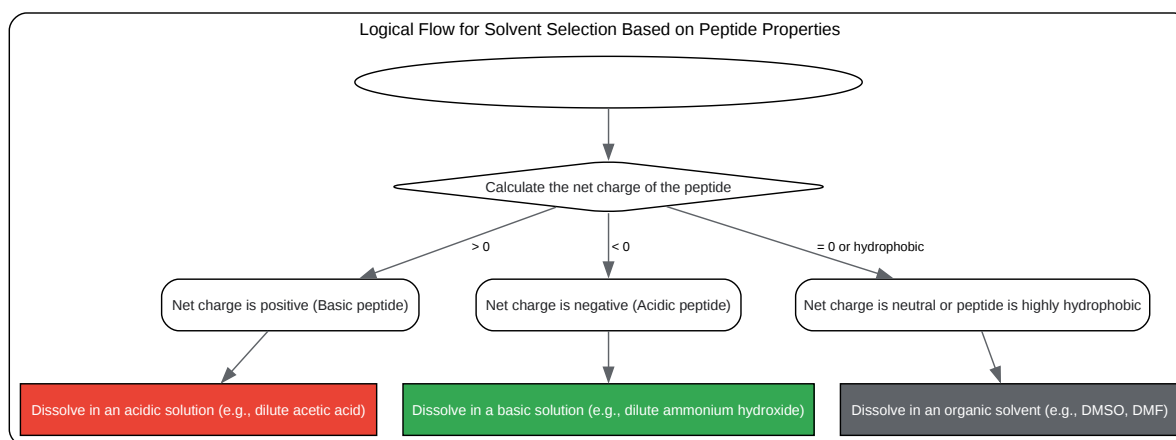 Logical Flow for Solvent Selection Based on Peptide Properties
Calculate the net charge of the peptide
> 0
< 0
= 0 or hydrophobic
Net charge is positive (Basic peptide)
Net charge is negative (Acidic peptide)
Net charge is neutral or peptide is highly hydrophobic
Dissolve in an acidic solution (e.g., dilute acetic acid)
Dissolve in a basic solution (e.g., dilute ammonium hydroxide)
Dissolve in an organic solvent (e.g., DMSO, DMF)